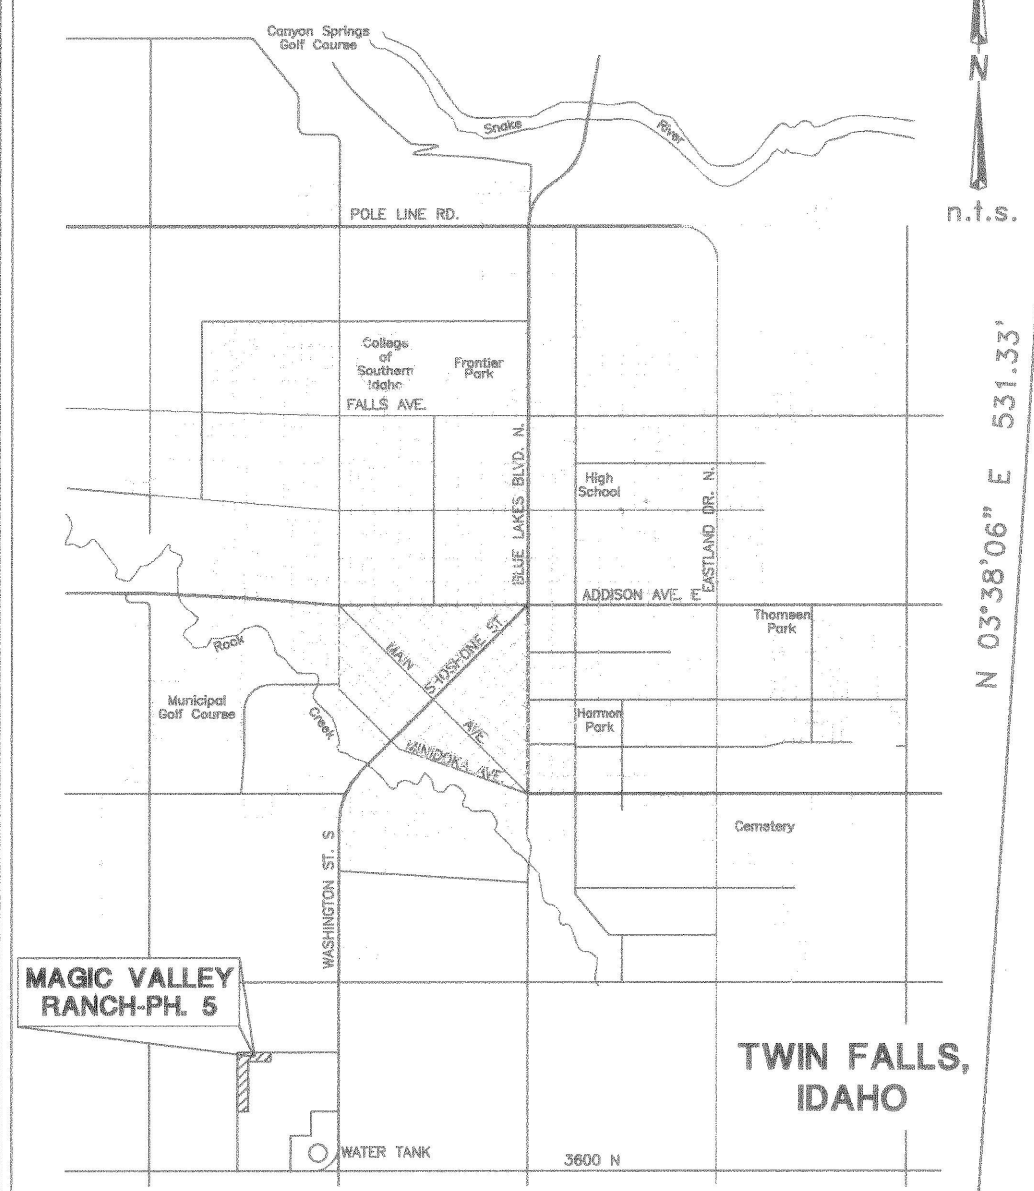 Canyon Springs
Golf Course
N
Snake
River
n.t.s.
POLE LINE RD.
College
of
Southern
Idaho
Frontier
Park
FALLS AVE.
BLUE LAKES BLVD. N.
High
School
EASTLAND DR. N.
N 03°38'06" E 531.33'
ADDISON AVE. E
Thomsen
Park
MAIN
SHOSHONE ST.
Rock
Municipal
Golf Course
Creek
AVE.
Harmon
Park
MINIDOKA AVE.
Cemetery
WASHINGTON ST. S
MAGIC VALLEY
RANCH-PH. 5
TWIN FALLS,
IDAHO
WATER TANK
3600 N